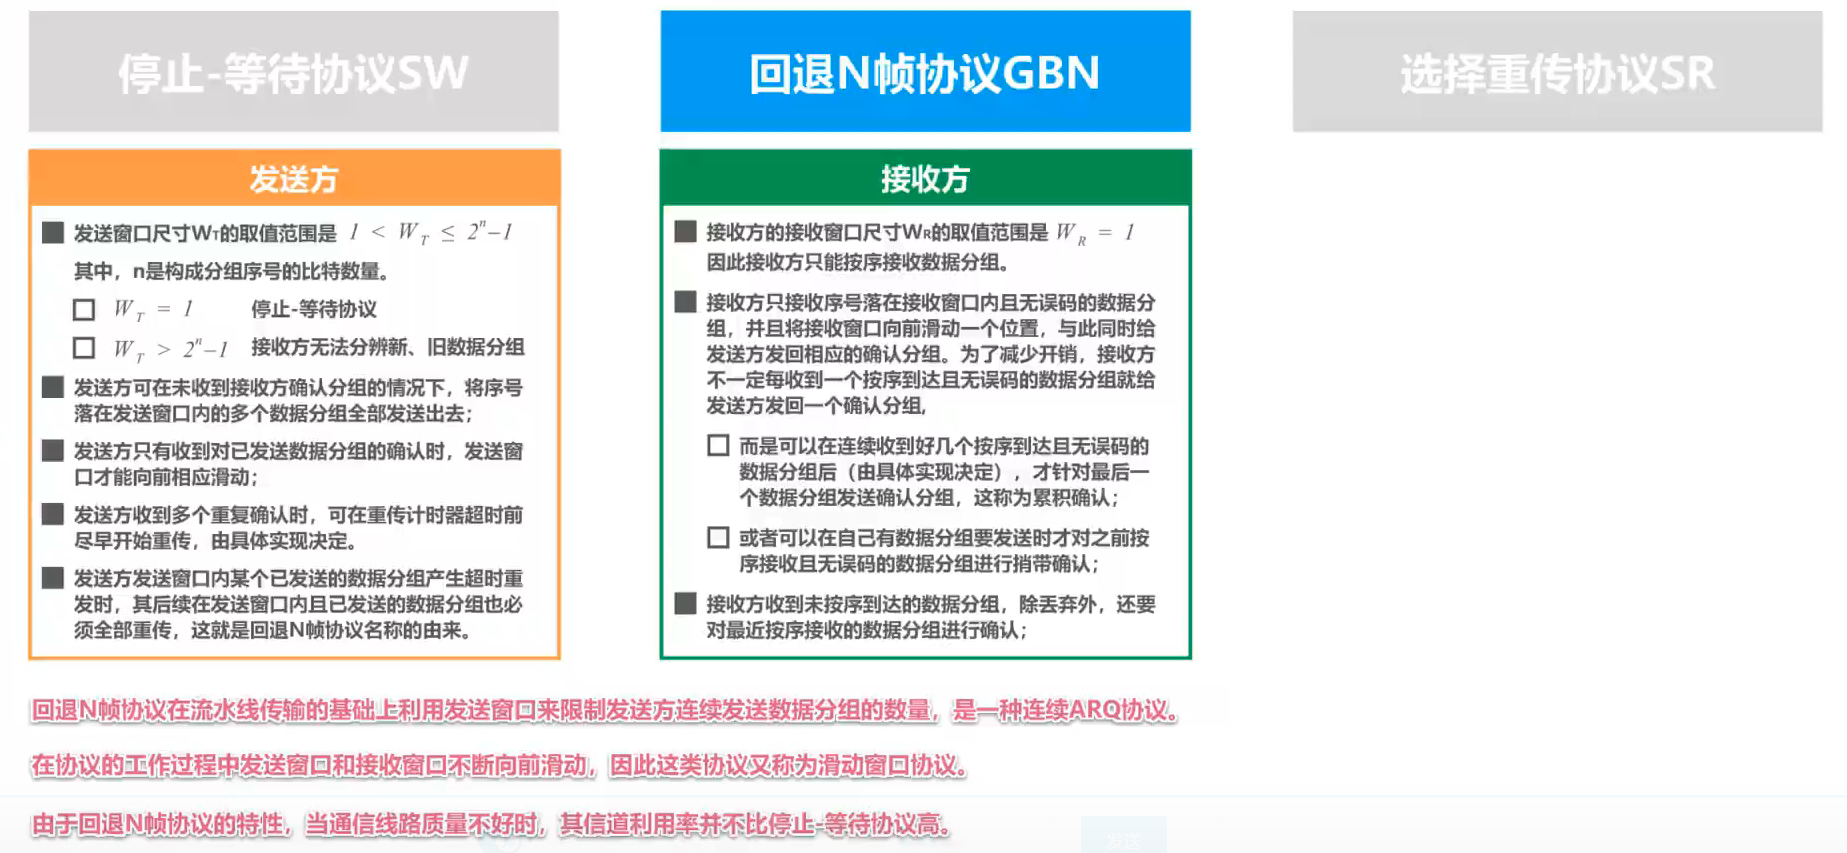 停止-等待协议SW
回退N帧协议GBN
选择重传协议SR
发送方
发送窗口尺寸WT的取值范围是 1 < W_T ≤ 2^n–1
其中，n是构成分组序号的比特数量。
W_T = 1 停止-等待协议
W_T > 2^n–1 接收方无法分辨新、旧数据分组
发送方可在未收到接收方确认分组的情况下，将序号
落在发送窗口内的多个数据分组全部发送出去；
发送方只有收到对已发送数据分组的确认时，发送窗
口才能向前相应滑动；
发送方收到多个重复确认时，可在重传计时器超时前
尽早开始重传，由具体实现决定。
发送方发送窗口内某个已发送的数据分组产生超时重
发时，其后续在发送窗口内且已发送的数据分组也必
须全部重传，这就是回退N帧协议名称的由来。
接收方
接收方的接收窗口尺寸WR的取值范围是 W_R = 1
因此接收方只能按序接收数据分组。
接收方只接收序号落在接收窗口内且无误码的数据分
组，并且将接收窗口向前滑动一个位置，与此同时给
发送方发回相应的确认分组。为了减少开销，接收方
不一定每收到一个按序到达且无误码的数据分组就给
发送方发回一个确认分组,
而是可以在连续收到好几个按序到达且无误码的
数据分组后（由具体实现决定），才针对最后一
个数据分组发送确认分组，这称为累积确认；
或者可以在自己有数据分组要发送时才对之前按
序接收且无误码的数据分组进行捎带确认；
接收方收到未按序到达的数据分组，除丢弃外，还要
对最近按序接收的数据分组进行确认；
回退N帧协议在流水线传输的基础上利用发送窗口来限制发送方连续发送数据分组的数量，是一种连续ARQ协议。
在协议的工作过程中发送窗口和接收窗口不断向前滑动，因此这类协议又称为滑动窗口协议。
由于回退N帧协议的特性，当通信线路质量不好时，其信道利用率并不比停止-等待协议高。
发送